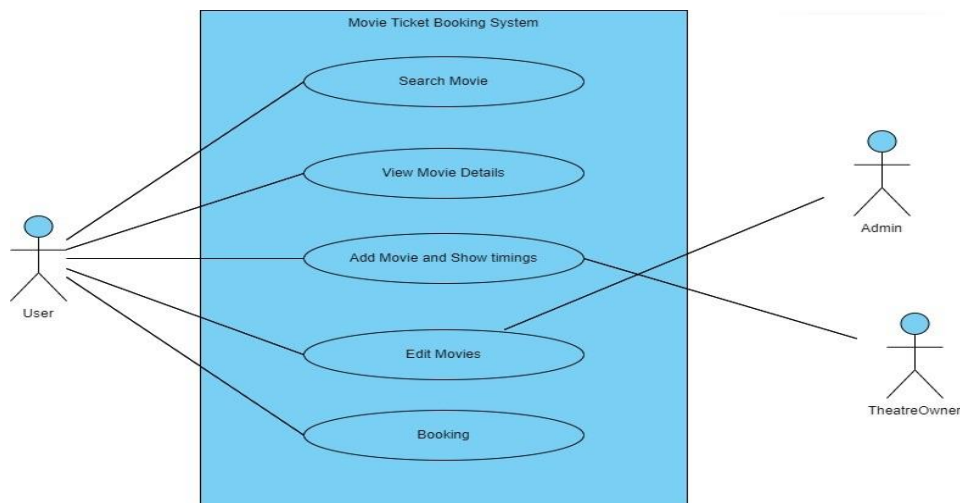 Movie Ticket Booking System
Search Movie
View Movie Details
Add Movie and Show timings
Edit Movies
Booking
User
Admin
TheatreOwner